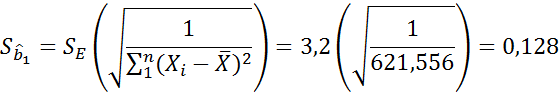 $S_{\hat{b}_1} = S_E \left( \sqrt{\frac{1}{\sum_1^n (X_i - \bar{X})^2}} \right) = 3,2 \left( \sqrt{\frac{1}{621,556}} \right) = 0,128$